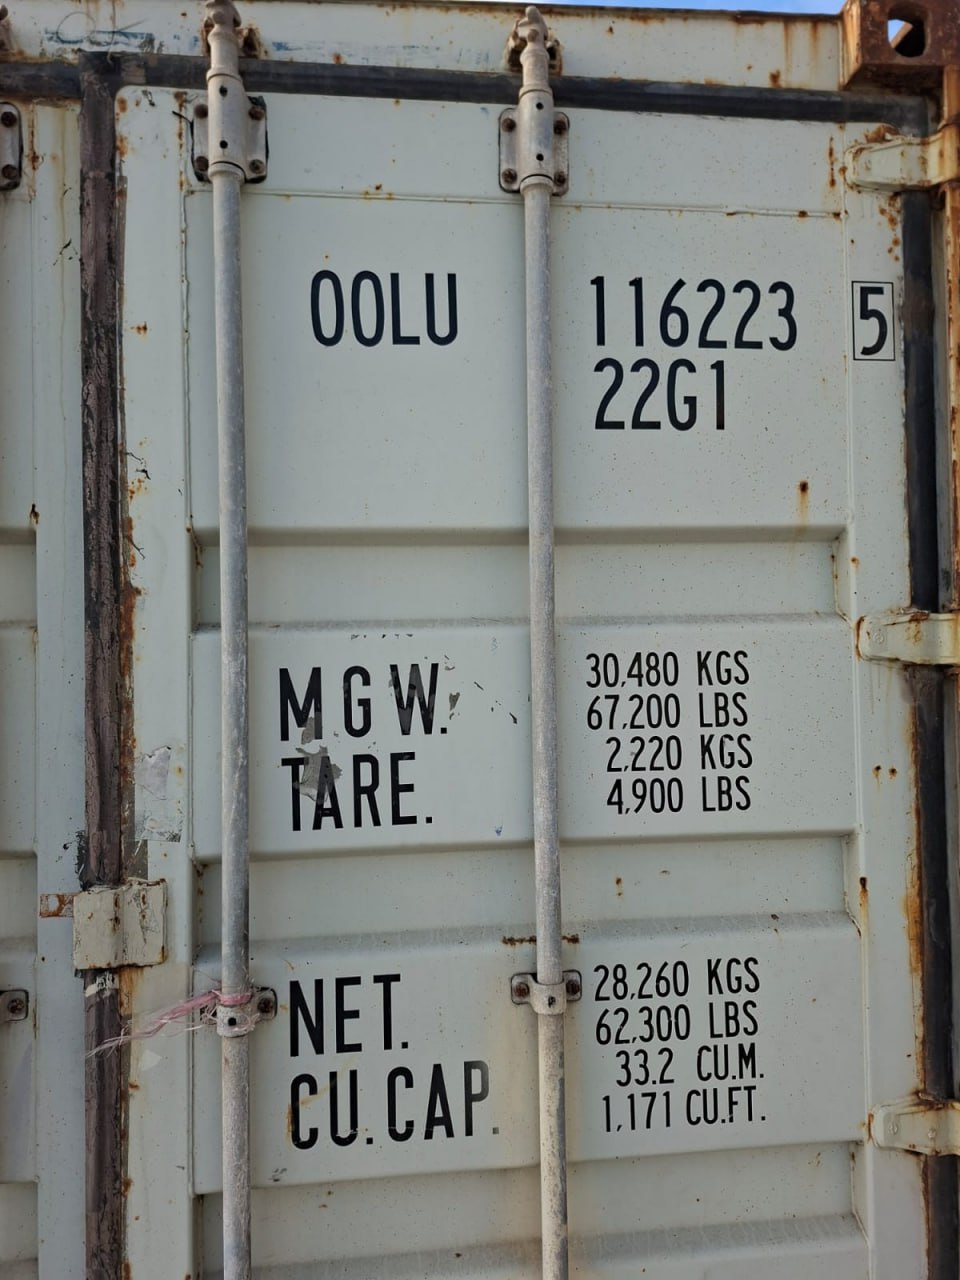 OOLU 116223 5
22G1
MGW. 30,480 KGS
67,200 LBS
TARE. 2,220 KGS
4,900 LBS
NET. 28,260 KGS
62,300 LBS
CU.CAP. 33.2 CU.M.
1,171 CU.FT.